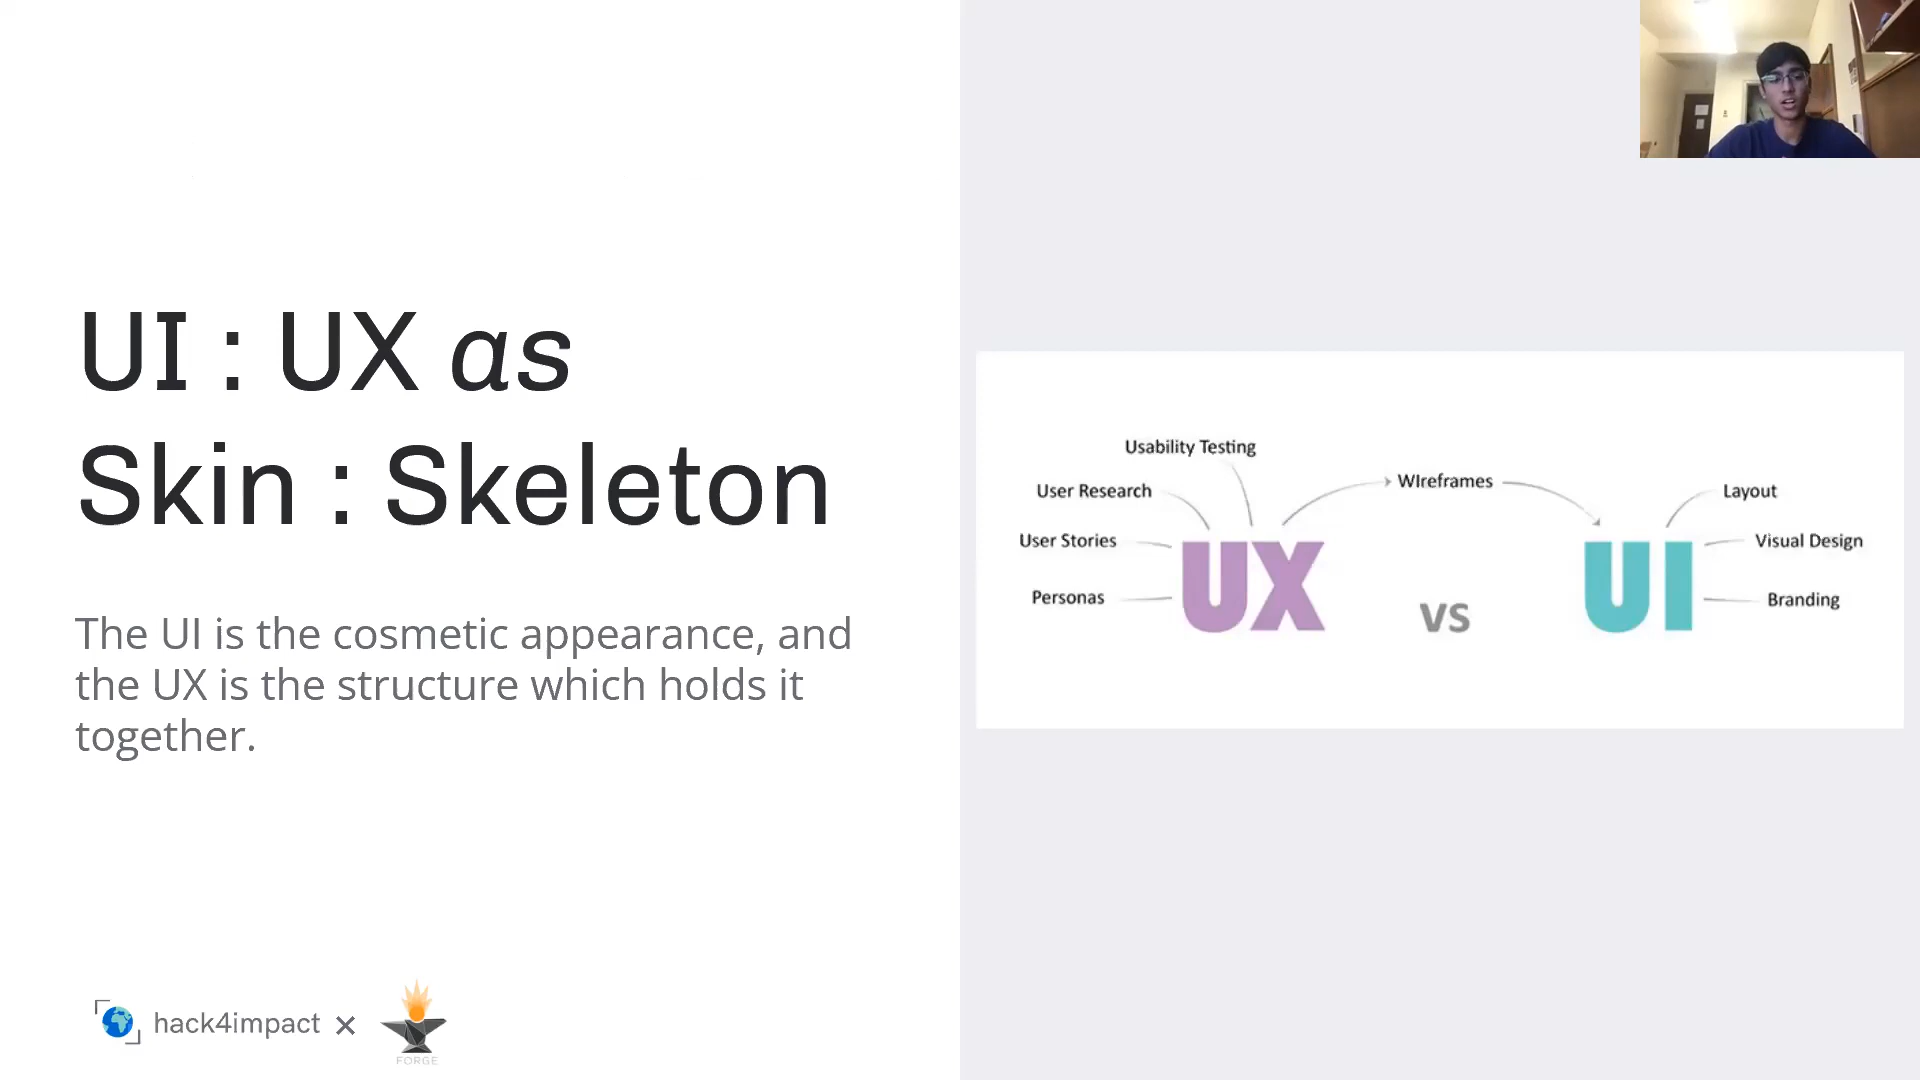 UI : UX as
Skin : Skeleton
The UI is the cosmetic appearance, and
the UX is the structure which holds it
together.
hack4impact ×
FORGE
Usability Testing
User Research
User Stories
Personas
UX
WIreframes
vs
UI
Layout
Visual Design
Branding